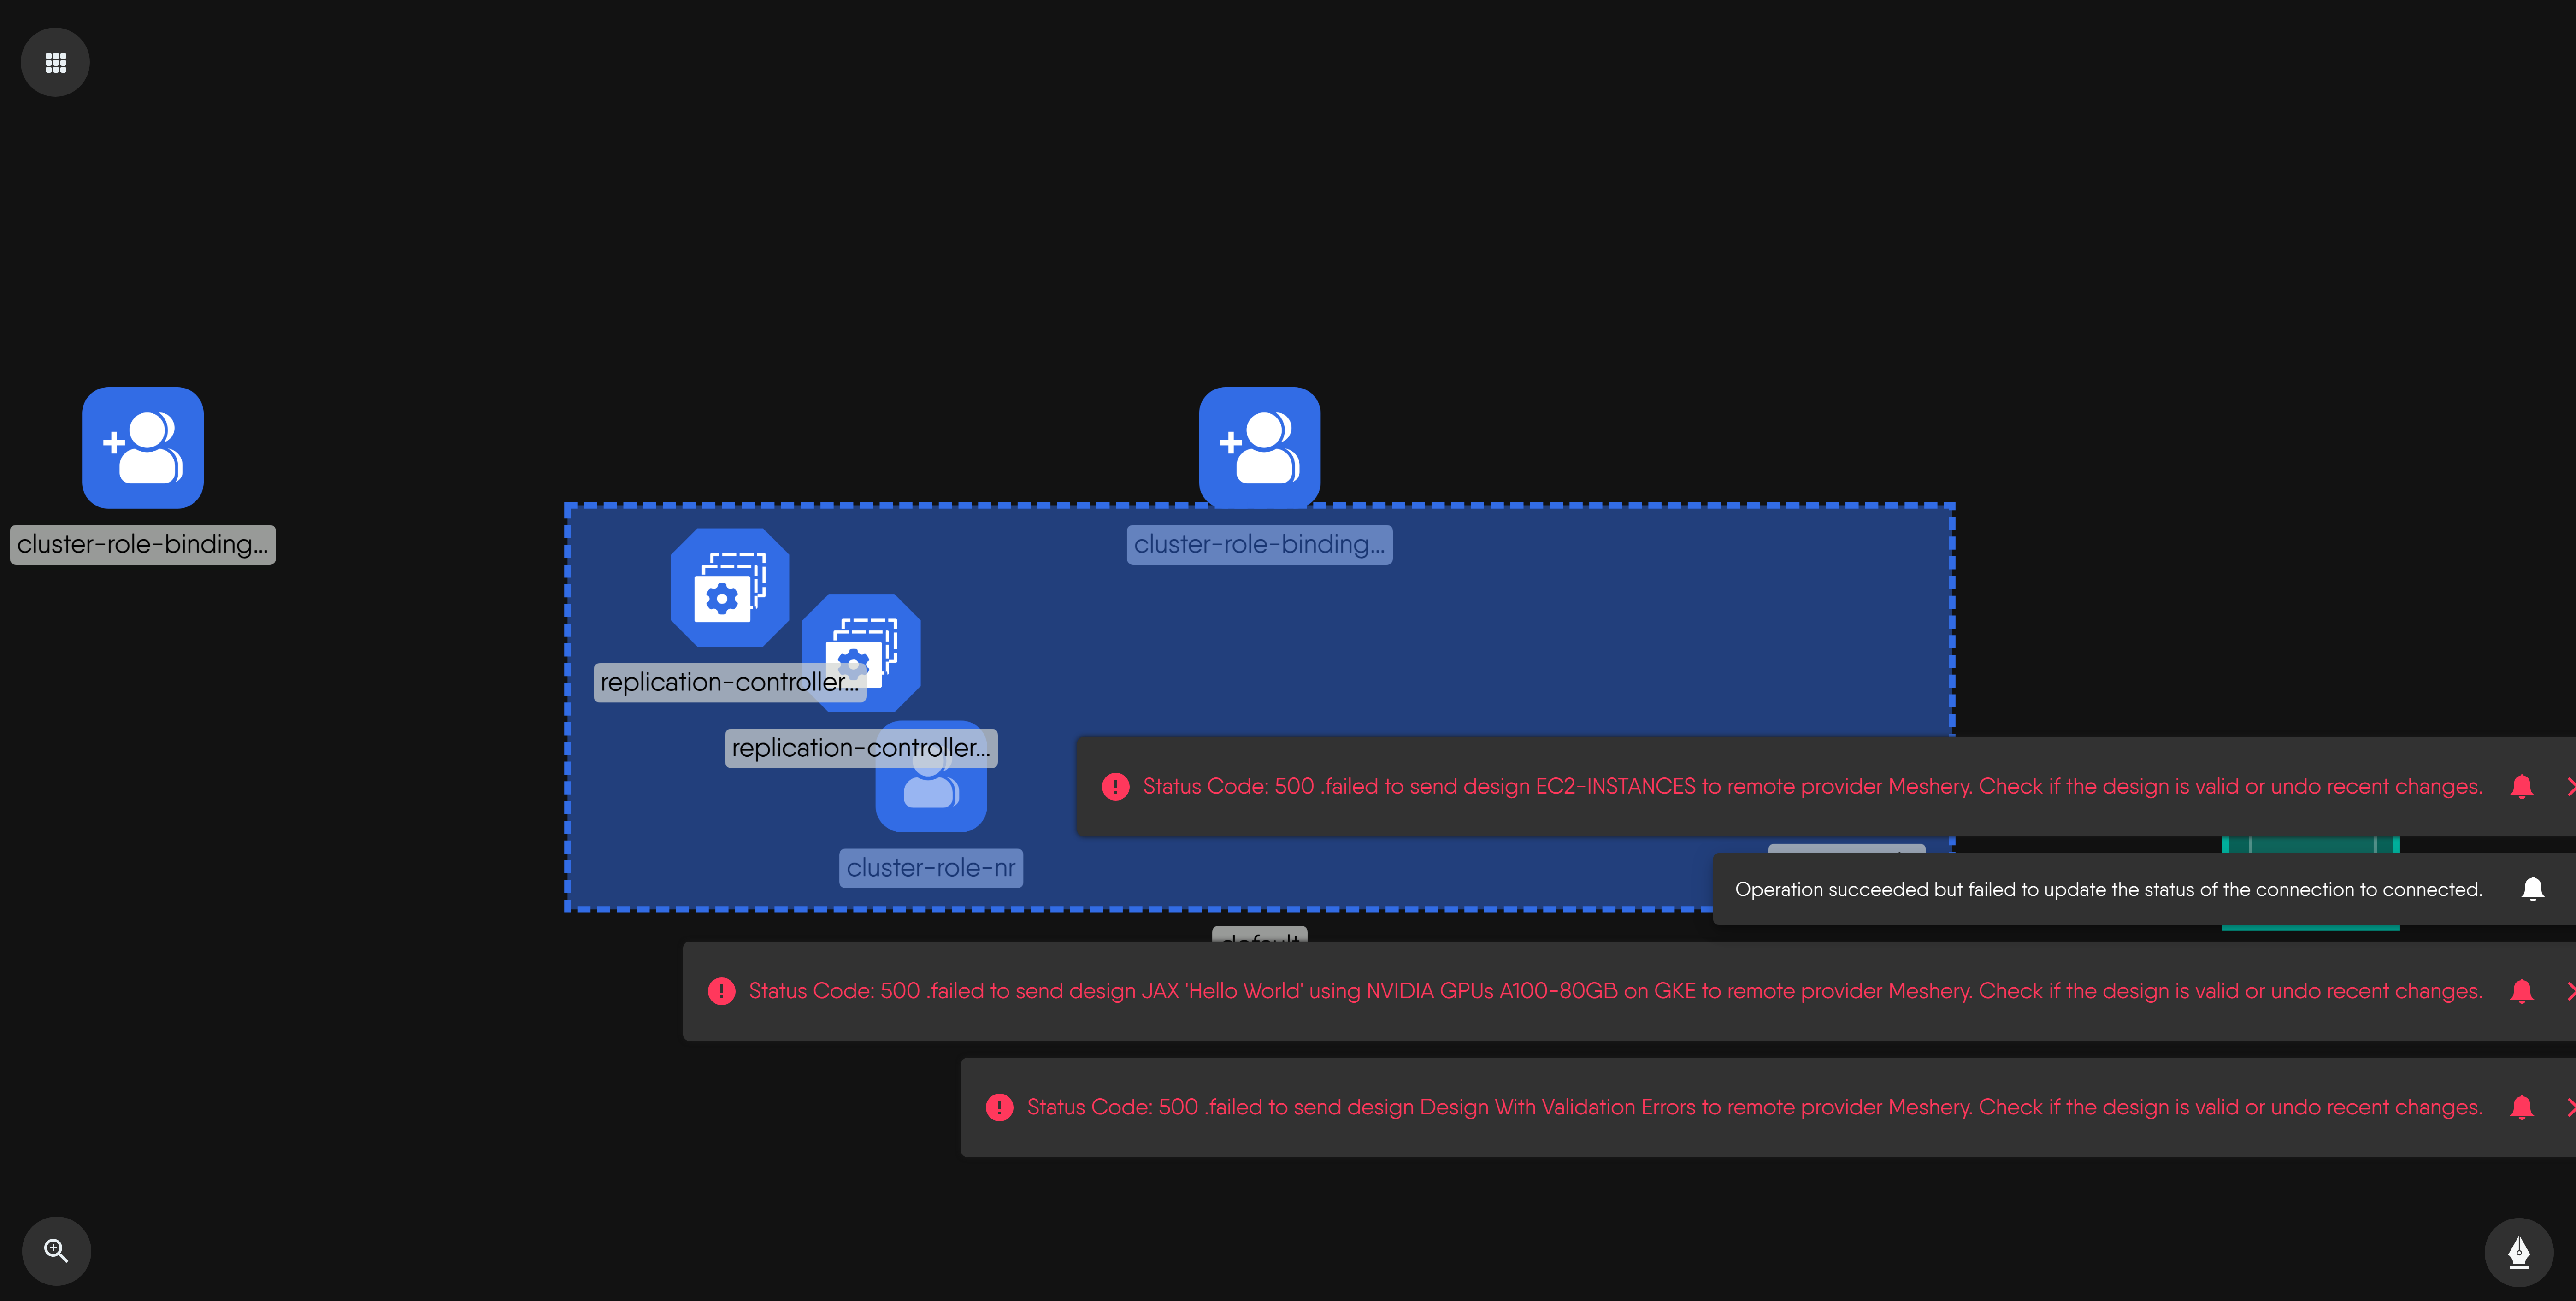 cluster-role-binding...
cluster-role-binding...
replication-controller...
replication-controller...
cluster-role-nr
Status Code: 500 .failed to send design EC2-INSTANCES to remote provider Meshery. Check if the design is valid or undo recent changes.
Operation succeeded but failed to update the status of the connection to connected.
default
Status Code: 500 .failed to send design JAX 'Hello World' using NVIDIA GPUs A100-80GB on GKE to remote provider Meshery. Check if the design is valid or undo recent changes.
Status Code: 500 .failed to send design Design With Validation Errors to remote provider Meshery. Check if the design is valid or undo recent changes.